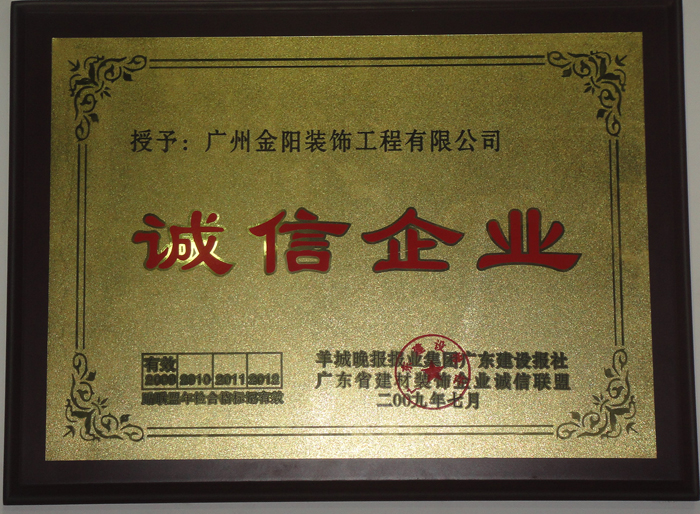 授予：广州金阳装饰工程有限公司
诚信企业
有效
2009 2010 2011 2012
羊城晚报报业集团广东建设报社
广东省建材装饰企业诚信联盟
二00九年七月